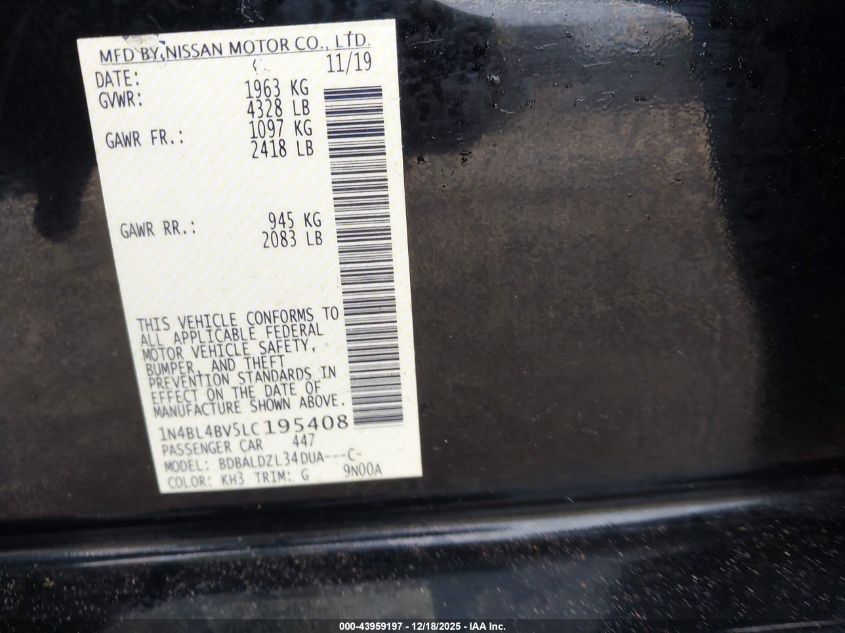 MFD BY NISSAN MOTOR CO., LTD.
DATE: 11/19
GVWR: 1963 KG
4328 LB
GAWR FR.: 1097 KG
2418 LB
GAWR RR.: 945 KG
2083 LB
THIS VEHICLE CONFORMS TO
ALL APPLICABLE FEDERAL
MOTOR VEHICLE SAFETY,
BUMPER, AND THEFT
PREVENTION STANDARDS IN
EFFECT ON THE DATE OF
MANUFACTURE SHOWN ABOVE.
1N4BL4BV5LC195408
PASSENGER CAR 447
MODEL: BDBALDZL34DUA---C-
COLOR: KH3 TRIM: G 9N00A
000-43959197 - 12/18/2025 - IAA Inc.